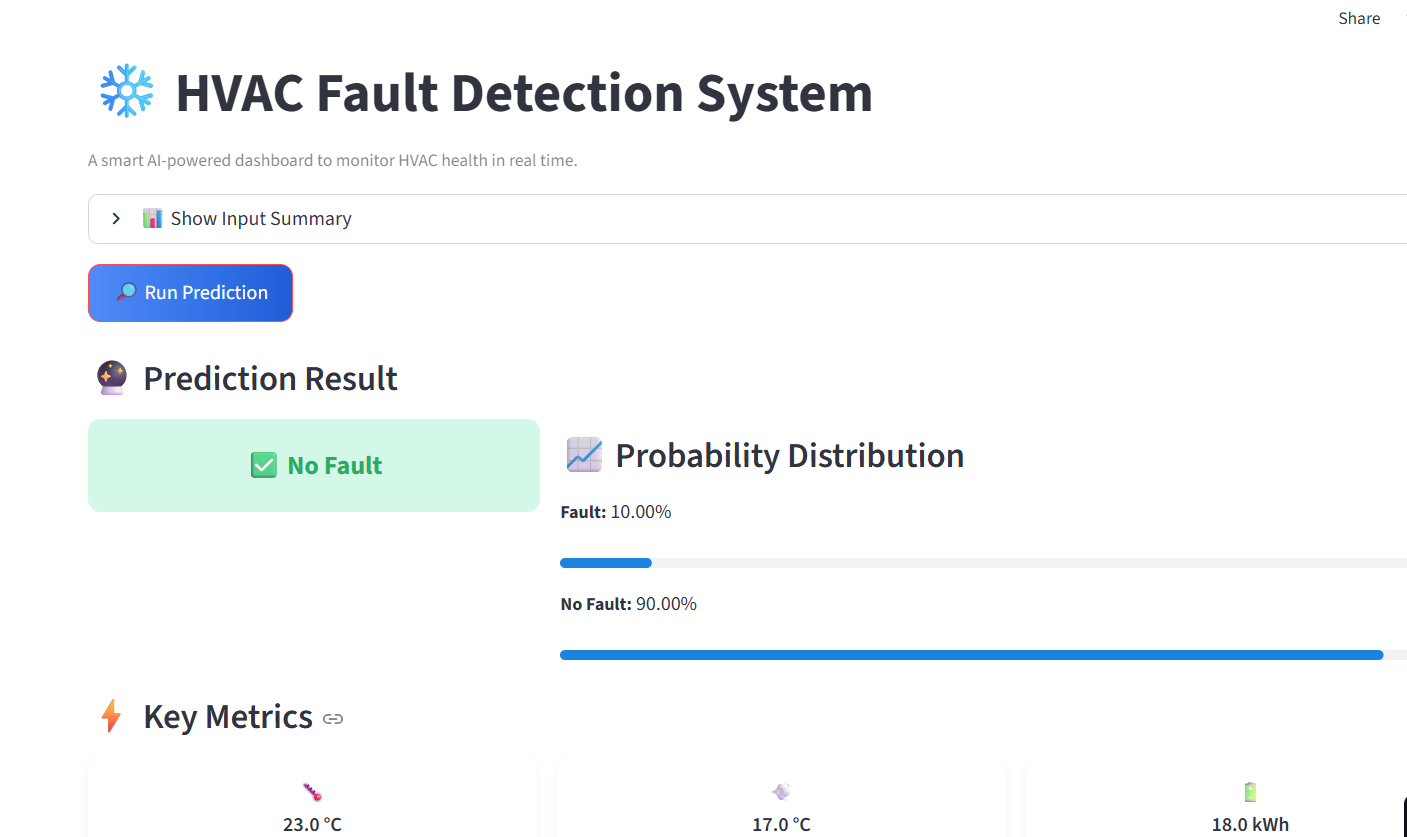 Share
HVAC Fault Detection System
A smart AI-powered dashboard to monitor HVAC health in real time.
Show Input Summary
Run Prediction
Prediction Result
No Fault
Probability Distribution
Fault: 10.00%
No Fault: 90.00%
Key Metrics
23.0 °C
17.0 °C
18.0 kWh